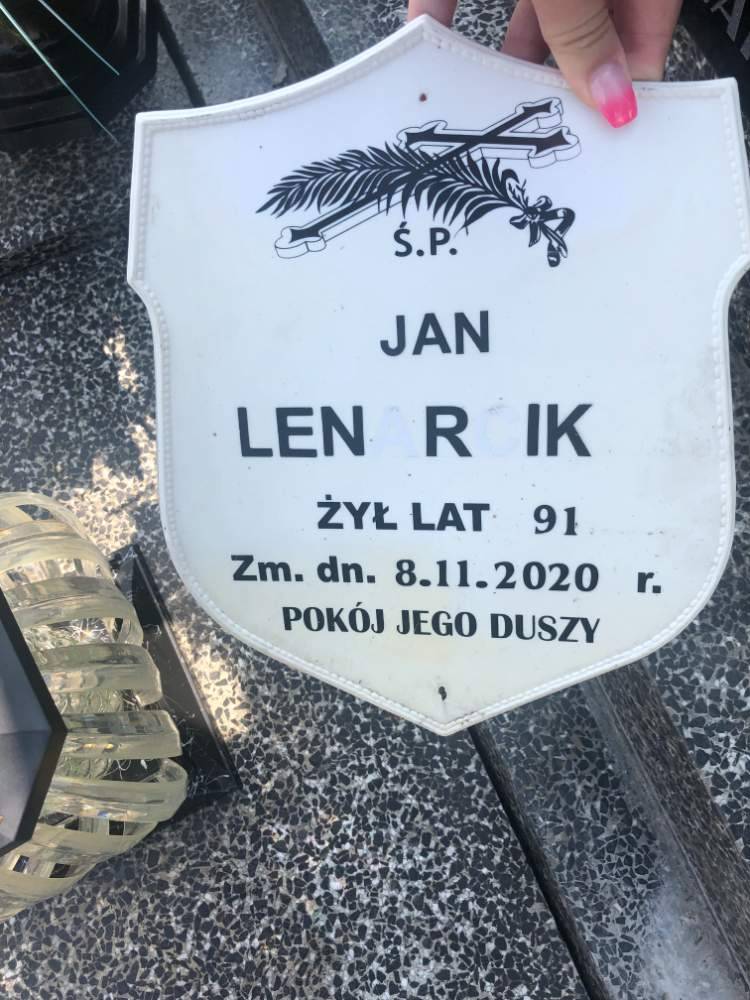 Ś.P.
JAN
LENARCIK
ŻYŁ LAT 91
Zm. dn. 8.11.2020 r.
POKÓJ JEGO DUSZY